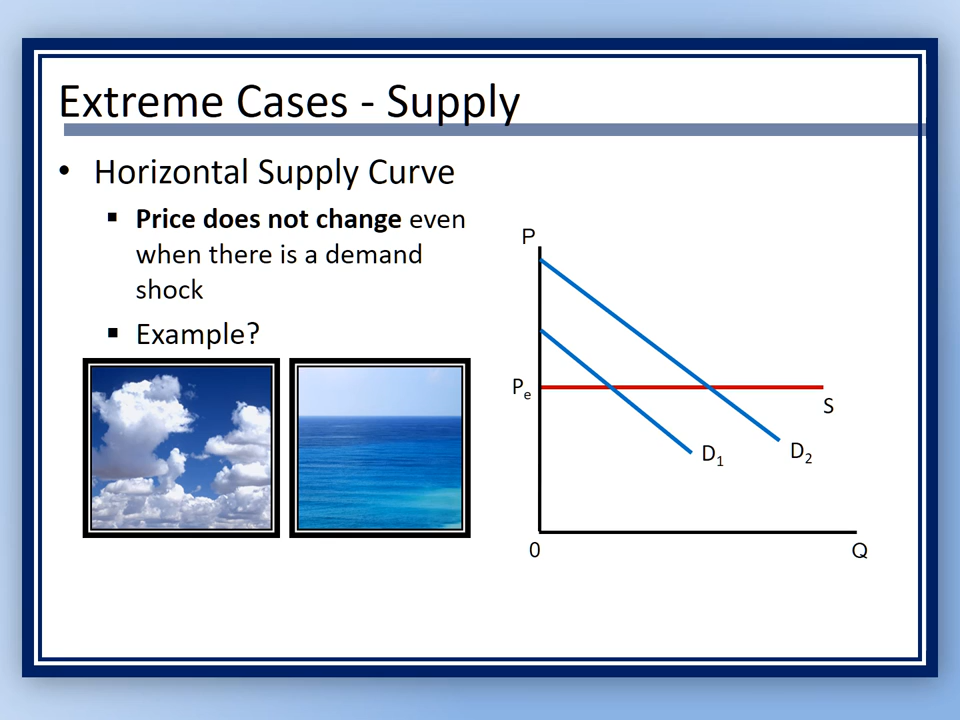 Extreme Cases - Supply
• Horizontal Supply Curve
▪ Price does not change even
when there is a demand
shock
▪ Example?
P
Pₑ
S
D₁
D₂
0
Q